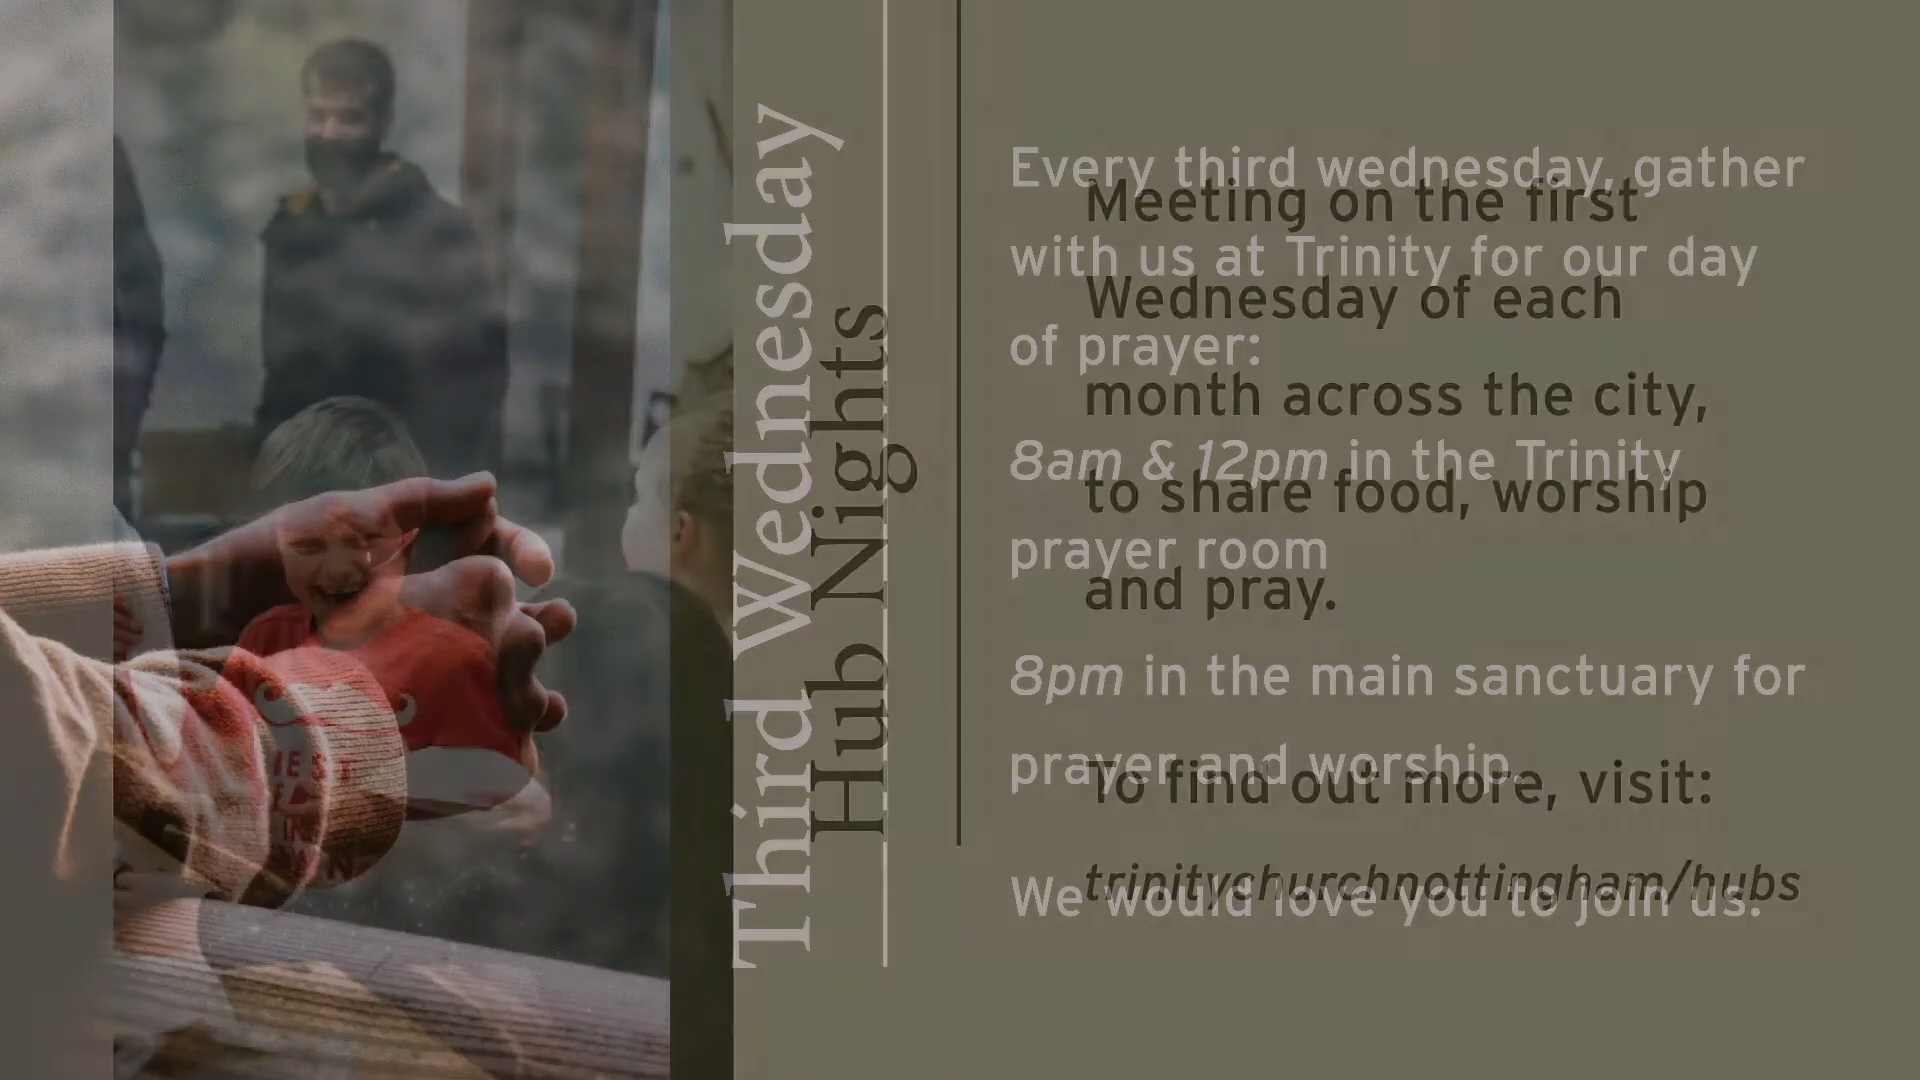 Third Wednesday
Every third wednesday, gather
with us at Trinity for our day
of prayer:
8am & 12pm in the Trinity
prayer room
8pm in the main sanctuary for
prayer and worship.
We would love you to join us.
Hub Nights
Meeting on the first
Wednesday of each
month across the city,
to share food, worship
and pray.
To find out more, visit:
trinitychurchnottingham/hubs